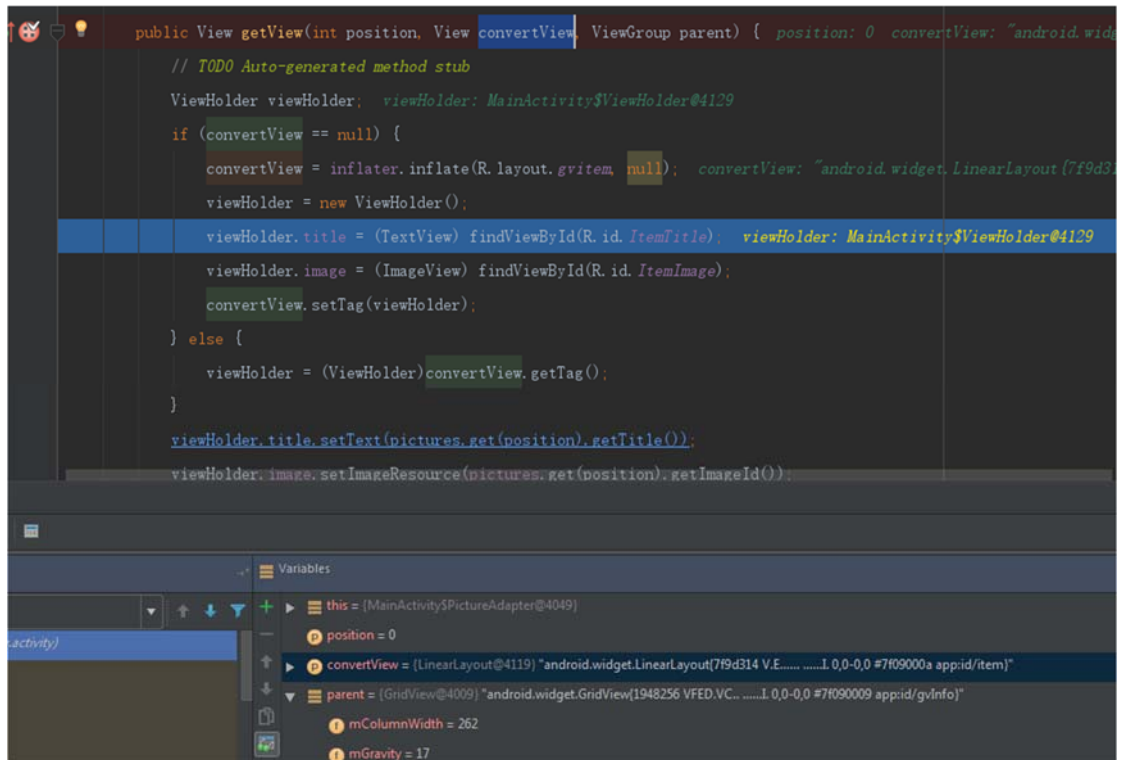 public View getView(int position, View convertView, ViewGroup parent) { position: 0 convertView: "android.widg
// TODO Auto-generated method stub
ViewHolder viewHolder; viewHolder: MainActivity$ViewHolder@4129
if (convertView == null) {
convertView = inflater.inflate(R.layout.gvitem, null); convertView: "android.widget.LinearLayout{7f9d31
viewHolder = new ViewHolder();
viewHolder.title = (TextView) findViewById(R.id.ItemTitle); viewHolder: MainActivity$ViewHolder@4129
viewHolder.image = (ImageView) findViewById(R.id.ItemImage);
convertView.setTag(viewHolder);
} else {
viewHolder = (ViewHolder)convertView.getTag();
}
viewHolder.title.setText(pictures.get(position).getTitle());
viewHolder.image.setImageResource(pictures.get(position).getImageId());
Variables
this = {MainActivity$PictureAdapter@4049}
position = 0
.activity)
convertView = {LinearLayout@4119} "android.widget.LinearLayout{7f9d314 V.E...... ......I. 0,0-0,0 #7f09000a app:id/item}"
parent = {GridView@4009} "android.widget.GridView{1948256 VFED.VC.. ......I. 0,0-0,0 #7f090009 app:id/gvInfo}"
mColumnWidth = 262
mGravity = 17